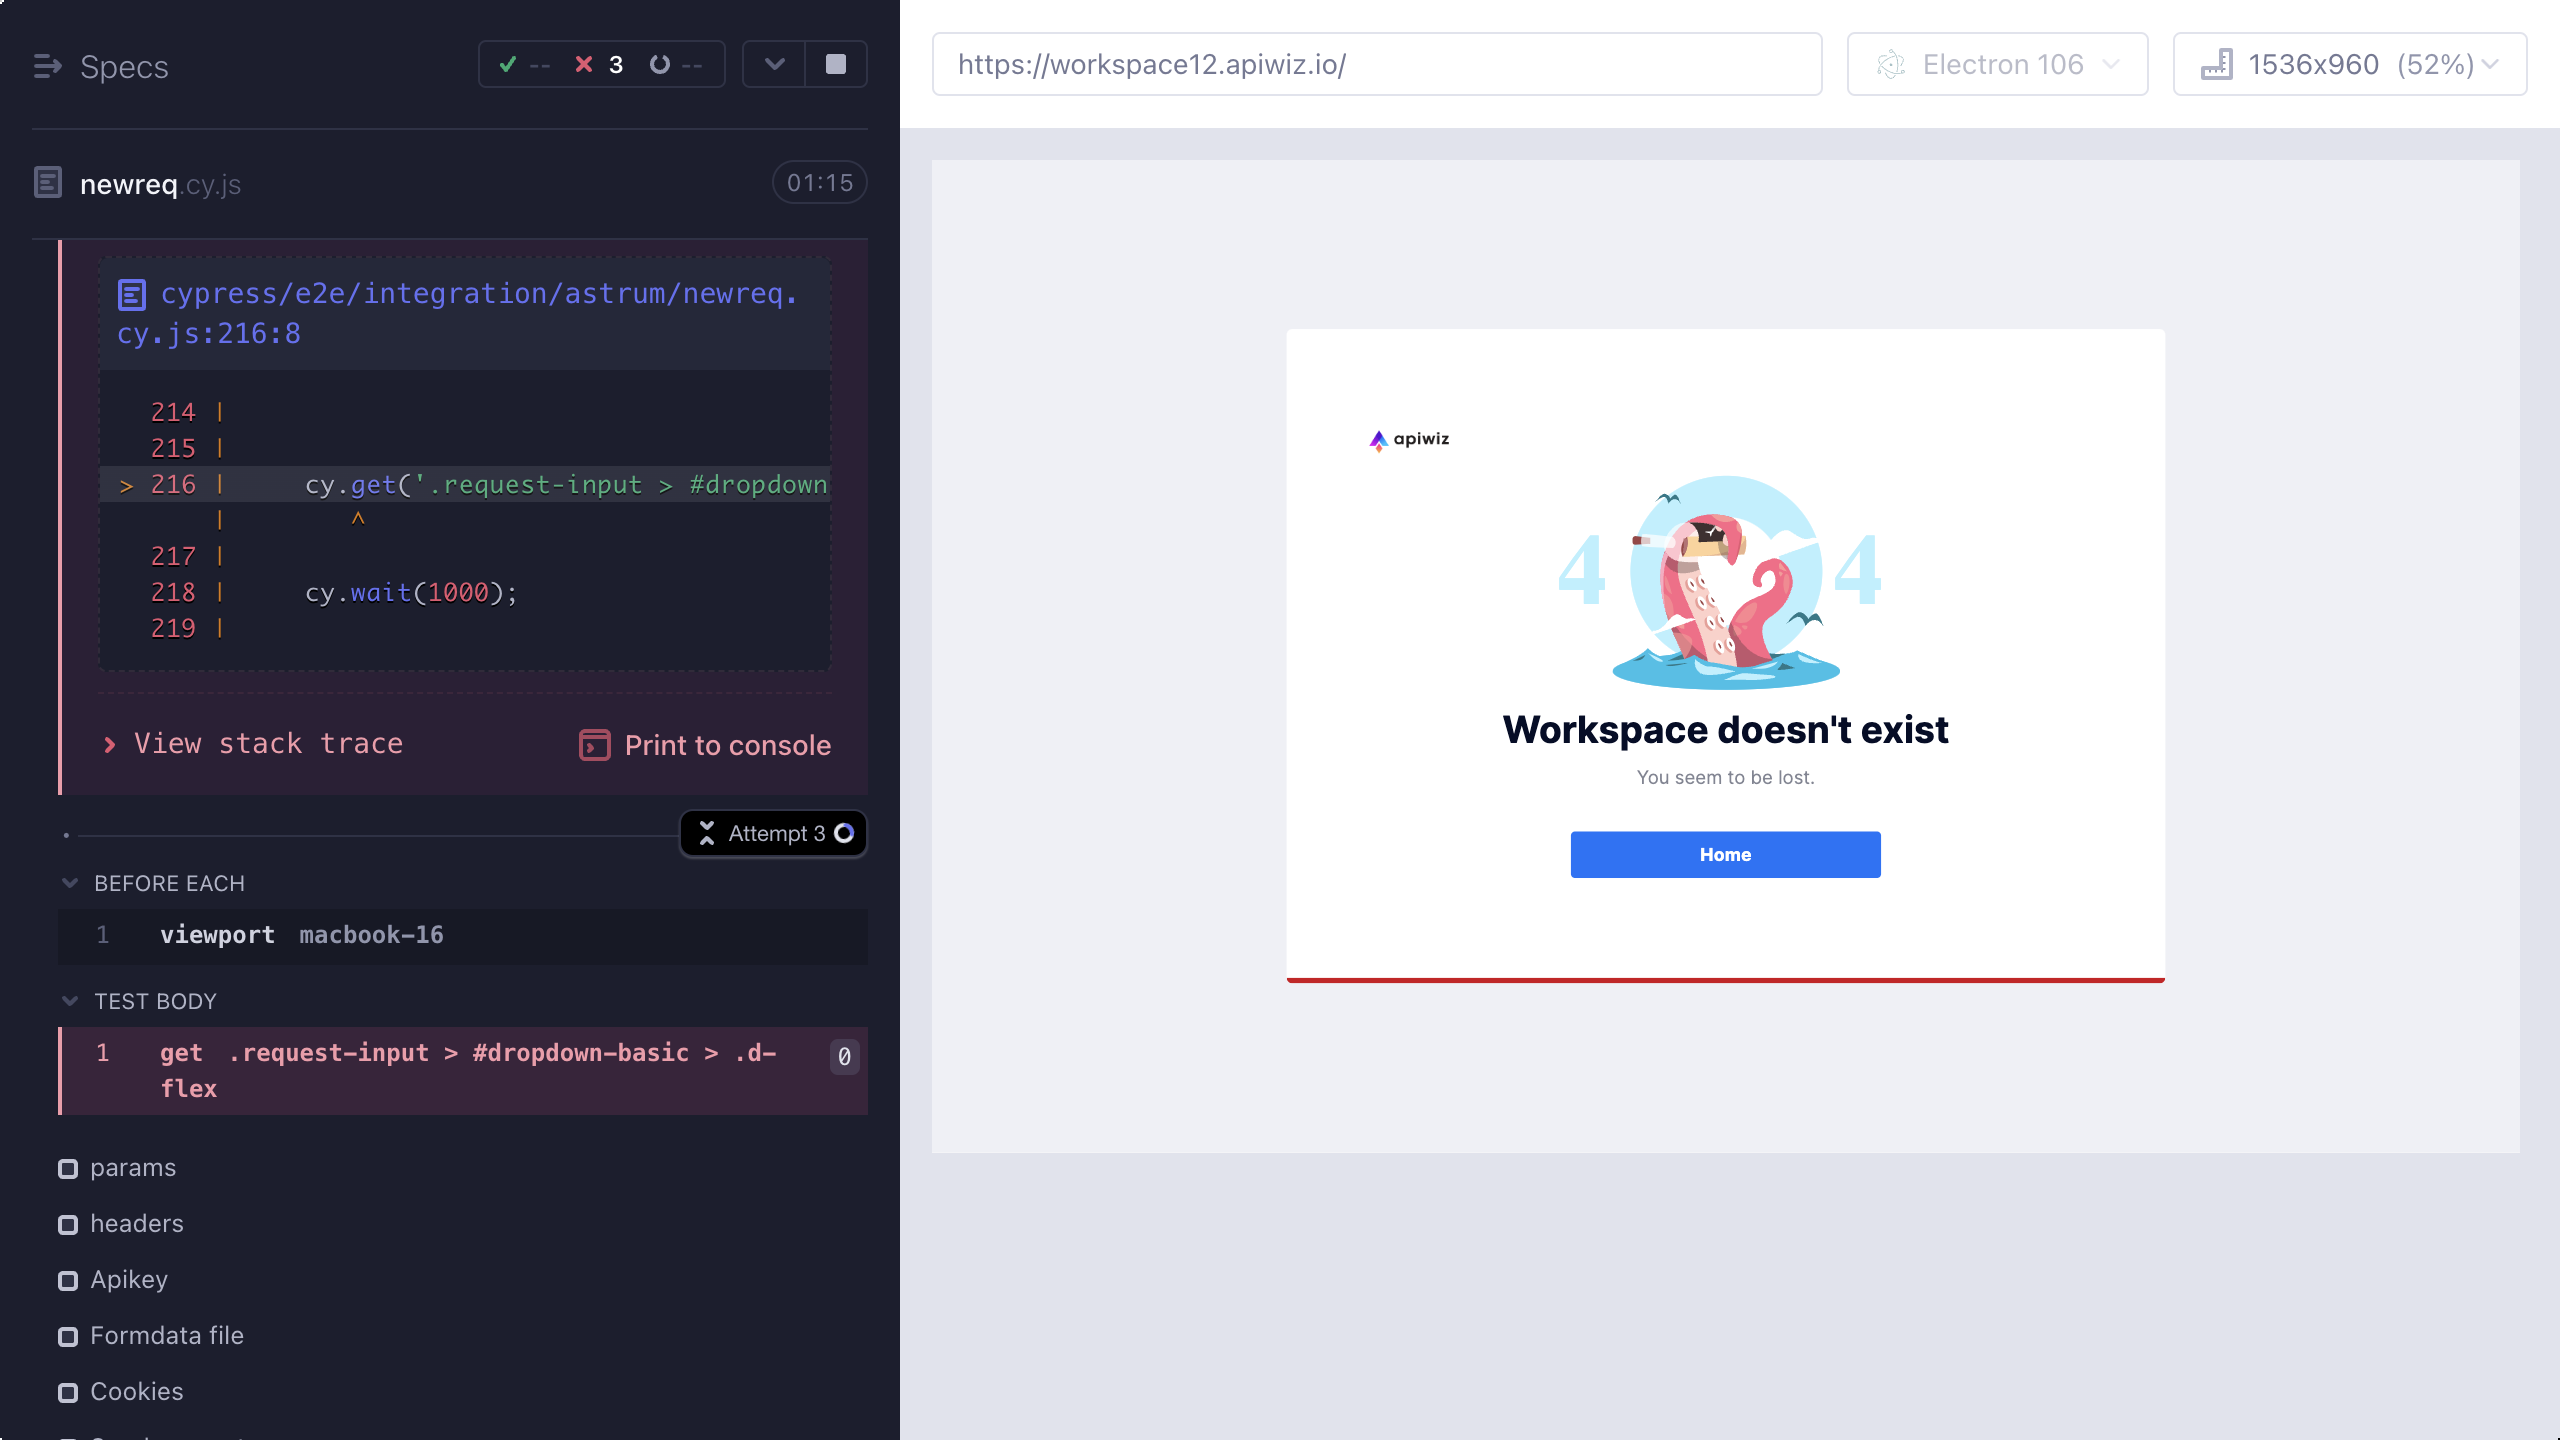 Specs
-- 3 --
newreq.cy.js 01:15
cypress/e2e/integration/astrum/newreq.
cy.js:216:8
214 |
215 |
> 216 | cy.get('.request-input > #dropdown
| ^
217 |
218 | cy.wait(1000);
219 |
View stack trace
Print to console
Attempt 3
BEFORE EACH
1 viewport macbook-16
TEST BODY
1 get .request-input > #dropdown-basic > .d-
flex 0
params
headers
Apikey
Formdata file
Cookies
https://workspace12.apiwiz.io/
Electron 106
1536x960 (52%)
apiwiz
4 4
Workspace doesn't exist
You seem to be lost.
Home